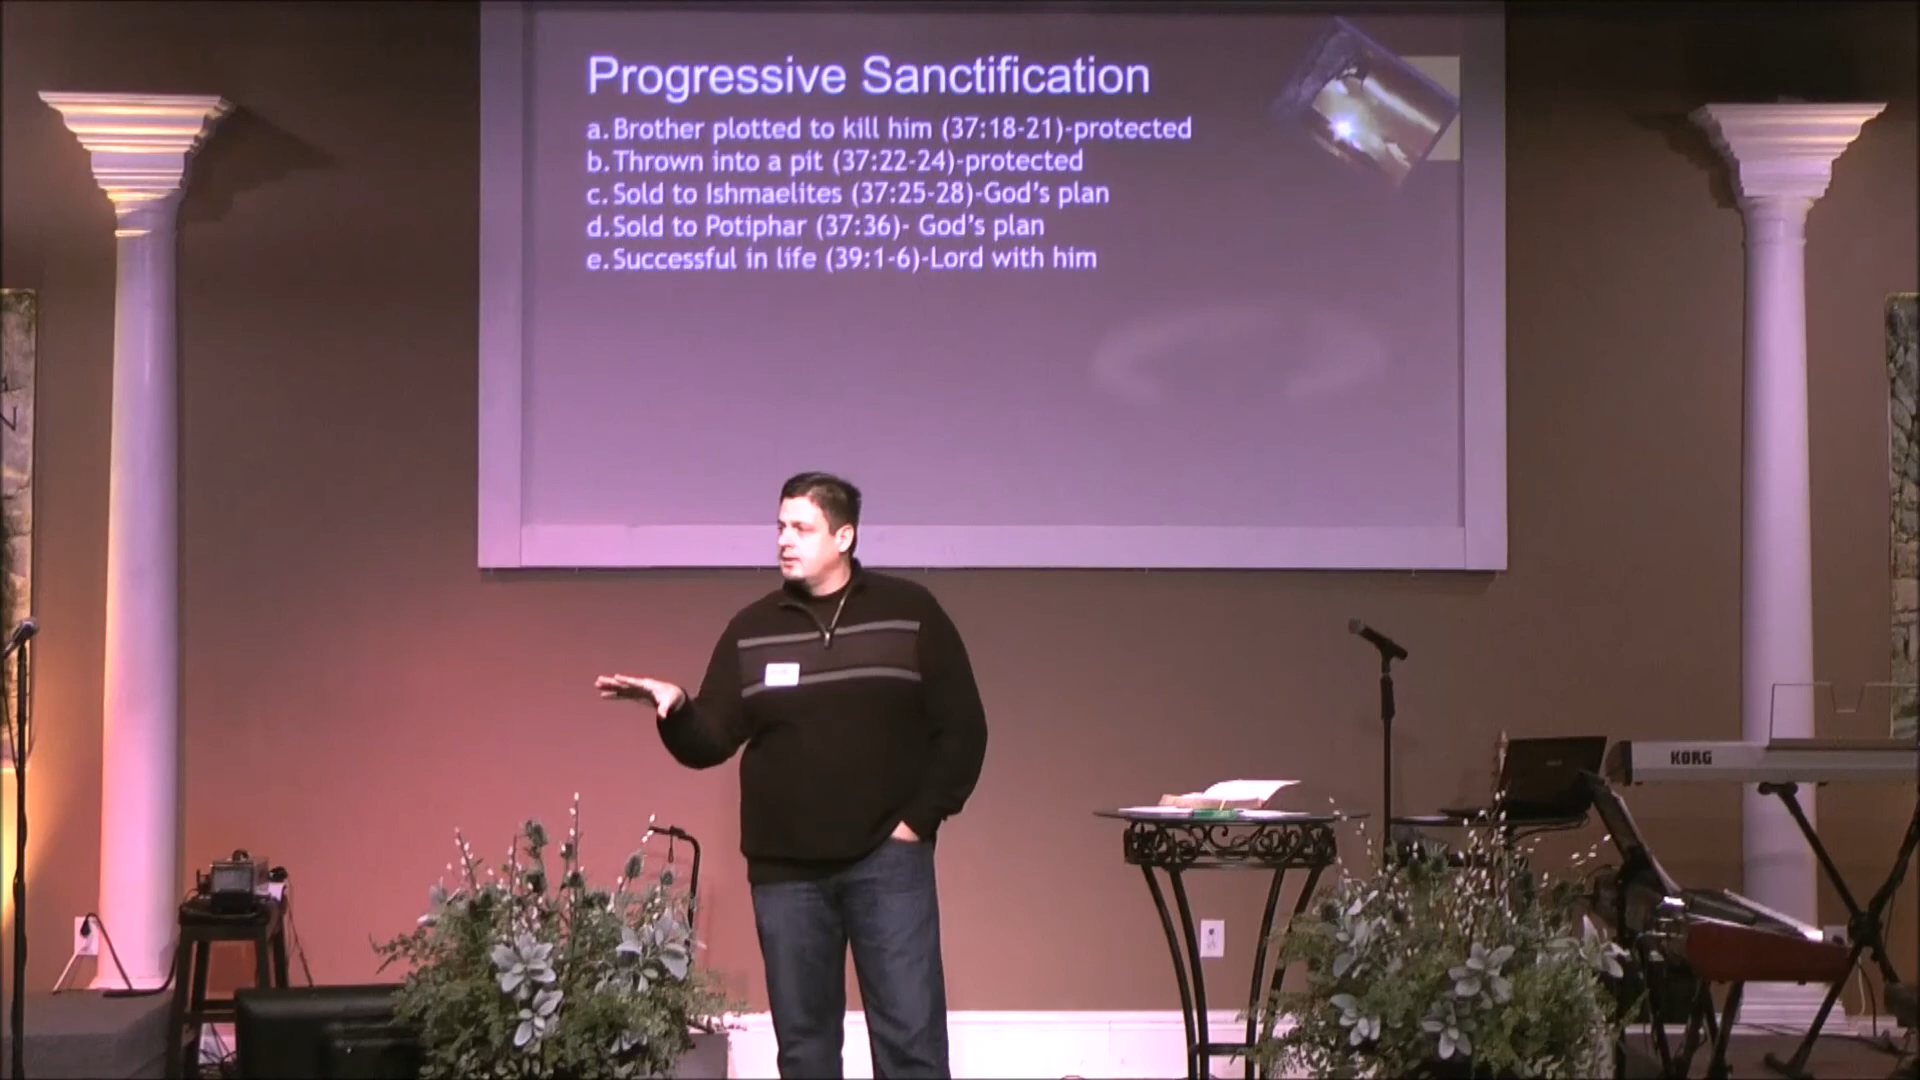 Progressive Sanctification
a. Brother plotted to kill him (37:18-21)-protected
b. Thrown into a pit (37:22-24)-protected
c. Sold to Ishmaelites (37:25-28)-God's plan
d. Sold to Potiphar (37:36)- God's plan
e. Successful in life (39:1-6)-Lord with him
KORG